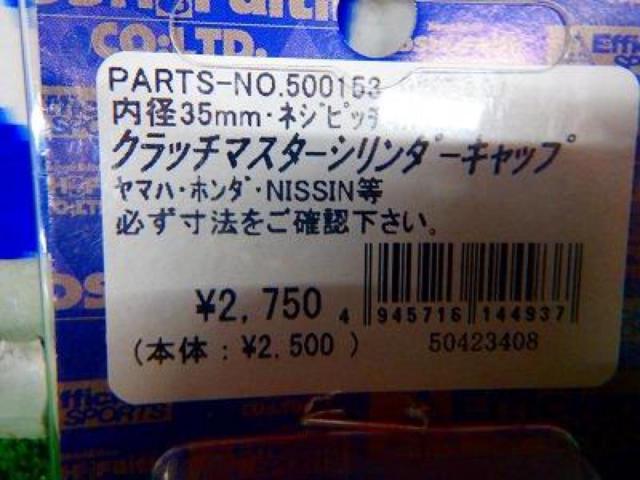 CO.LTD.
PARTS-NO.500153
内径35mm・ネジピッチ
クラッチマスターシリンダーキャップ
ヤマハ・ホンダ・NISSIN等
必ず寸法をご確認下さい。
¥2,750
4 945716 144937
(本体:¥2,500 )
50423408
SPORTS